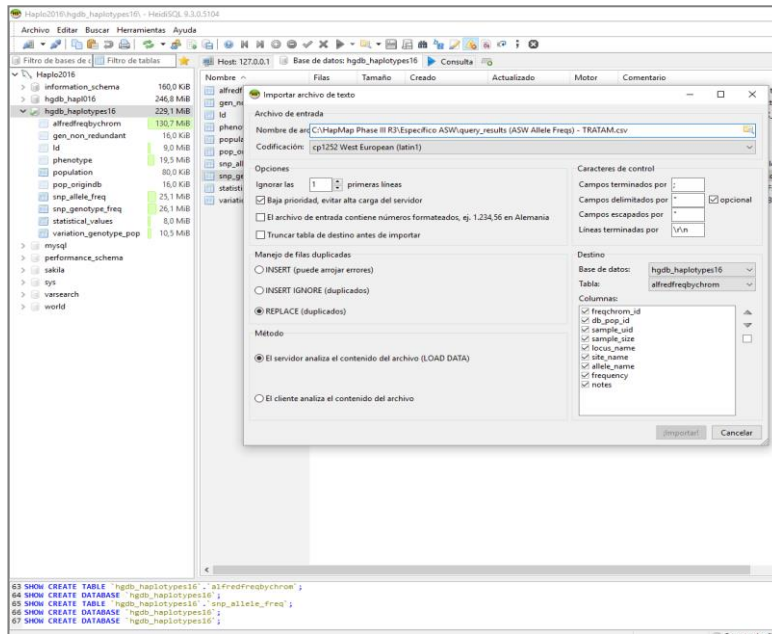 Haplo2016\hgdb_haplotypes16\ - HeidiSQL 9.3.0.5104
Archivo Editar Buscar Herramientas Ayuda
Filtro de bases de c Filtro de tablas Host: 127.0.0.1 Base de datos: hgdb_haplotypes16 Consulta
Haplo2016
information_schema 160,0 KiB
hgdb_hapl016 246,8 MiB
hgdb_haplotypes16 229,1 MiB
alfredfreqbychrom 130,7 MiB
gen_non_redundant 16,0 KiB
ld 9,0 MiB
phenotype 19,5 MiB
population 80,0 KiB
pop_origindb 16,0 KiB
snp_allele_freq 25,1 MiB
snp_genotype_freq 26,1 MiB
statistical_values 8,0 MiB
variation_genotype_pop 10,5 MiB
mysql
performance_schema
sakila
sys
varsearch
world
Nombre Filas Tamaño Creado Actualizado Motor Comentario
alfredf
gen_no
ld
phenot
popula
pop_or
snp_all
snp_ge
statisti
variatio
Importar archivo de texto
Archivo de entrada
Nombre de arc C:\HapMap Phase III R3\Específico ASW\query_results (ASW Allele Freqs) - TRATAM.csv
Codificación: cp1252 West European (latin1)
Opciones
Ignorar las 1 primeras líneas
Baja prioridad, evitar alta carga del servidor
El archivo de entrada contiene números formateados, ej. 1.234,56 en Alemania
Truncar tabla de destino antes de importar
Manejo de filas duplicadas
INSERT (puede arrojar errores)
INSERT IGNORE (duplicados)
REPLACE (duplicados)
Método
El servidor analiza el contenido del archivo (LOAD DATA)
El cliente analiza el contenido del archivo
Caracteres de control
Campos terminados por ;
Campos delimitados por " opcional
Campos escapados por "
Líneas terminadas por \r\n
Destino
Base de datos: hgdb_haplotypes16
Tabla: alfredfreqbychrom
Columnas:
freqchrom_id
db_pop_id
sample_uid
sample_size
locus_name
site_name
allele_name
frequency
notes
¡Importar! Cancelar
63 SHOW CREATE TABLE `hgdb_haplotypes16`.`alfredfreqbychrom`;
64 SHOW CREATE DATABASE `hgdb_haplotypes16`;
65 SHOW CREATE TABLE `hgdb_haplotypes16`.`snp_allele_freq`;
66 SHOW CREATE DATABASE `hgdb_haplotypes16`;
67 SHOW CREATE DATABASE `hgdb_haplotypes16`;